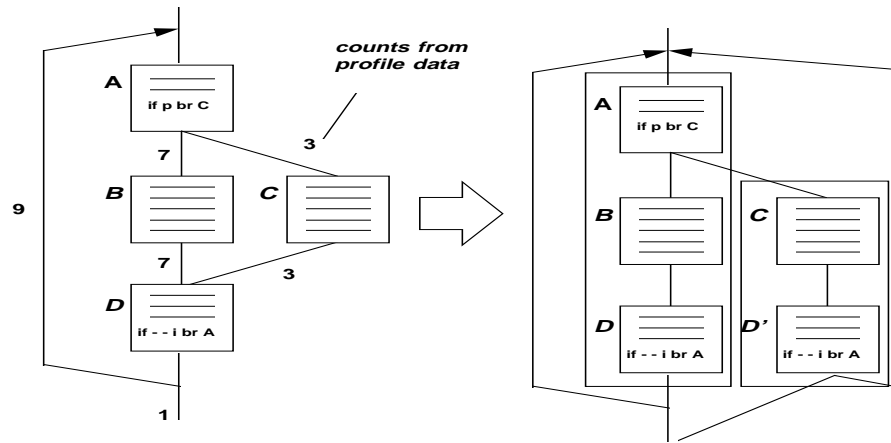 counts from
profile data
A
if p br C
3
7
B
C
9
7
3
D
if - - i br A
1
A
if p br C
B
C
D
if - - i br A
D'
if - - i br A